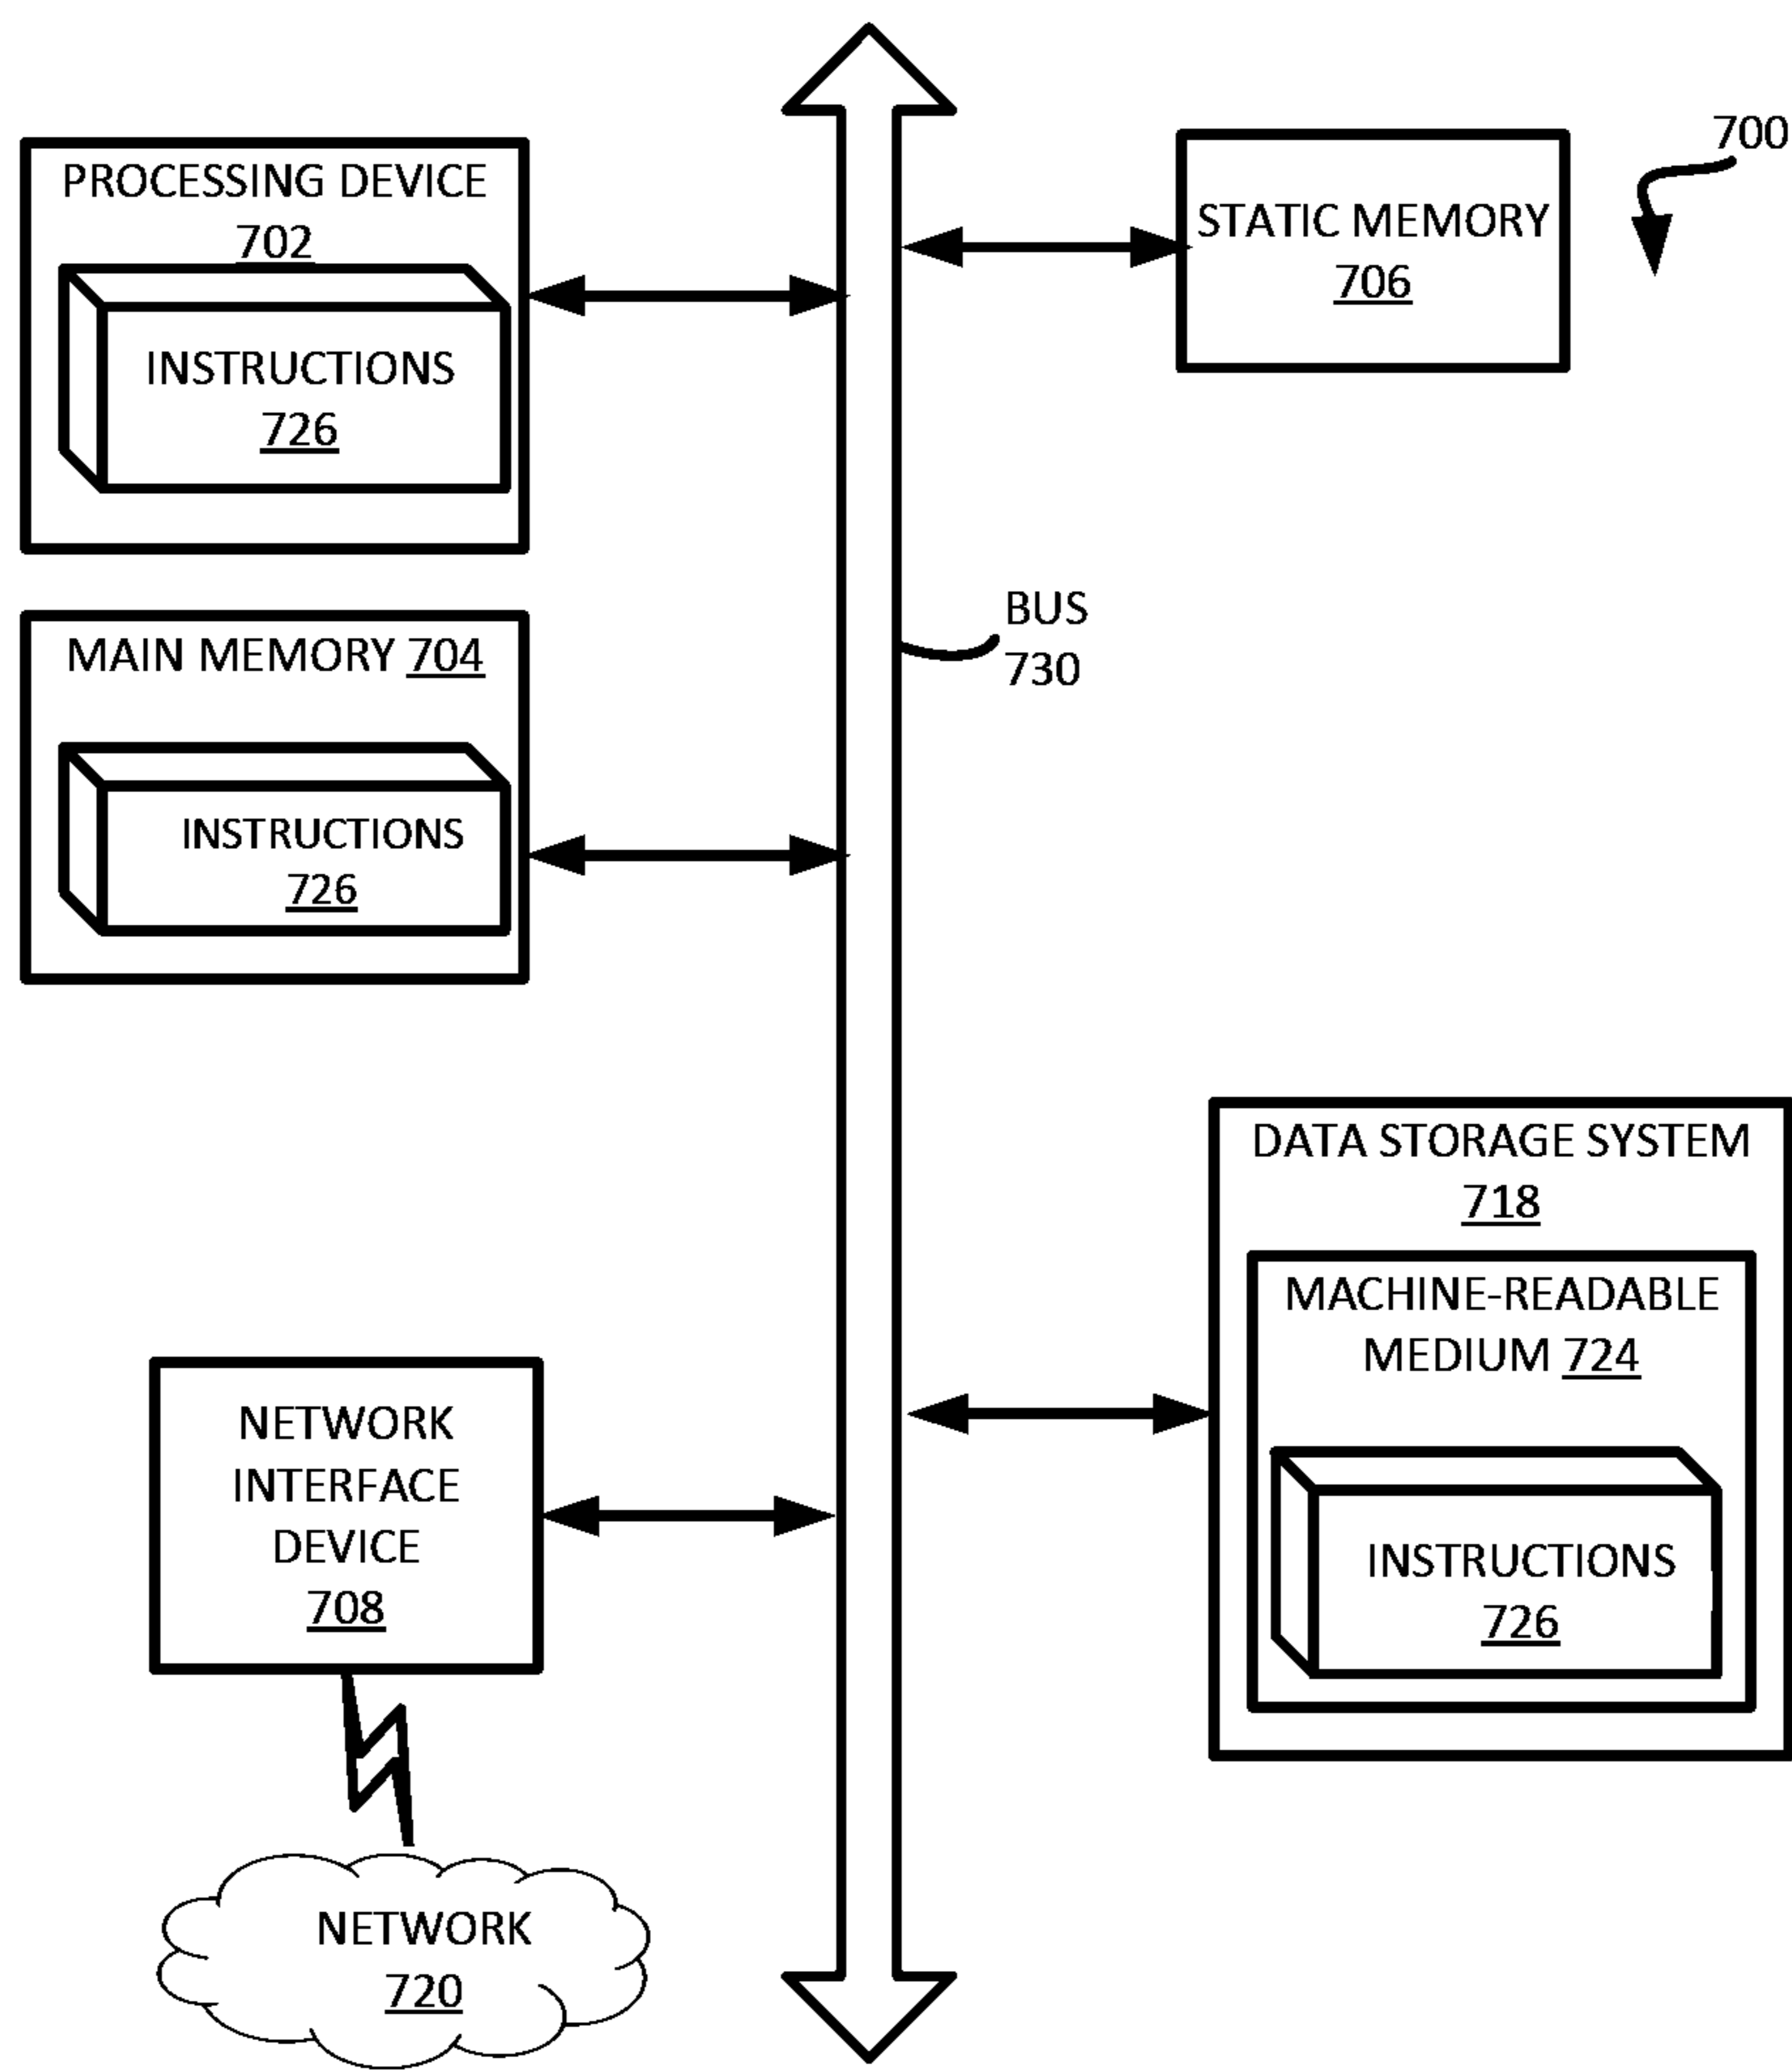 PROCESSING DEVICE
702
INSTRUCTIONS
726
STATIC MEMORY
706
700
MAIN MEMORY 704
INSTRUCTIONS
726
BUS
730
DATA STORAGE SYSTEM
718
MACHINE-READABLE
MEDIUM 724
INSTRUCTIONS
726
NETWORK
INTERFACE
DEVICE
708
NETWORK
720